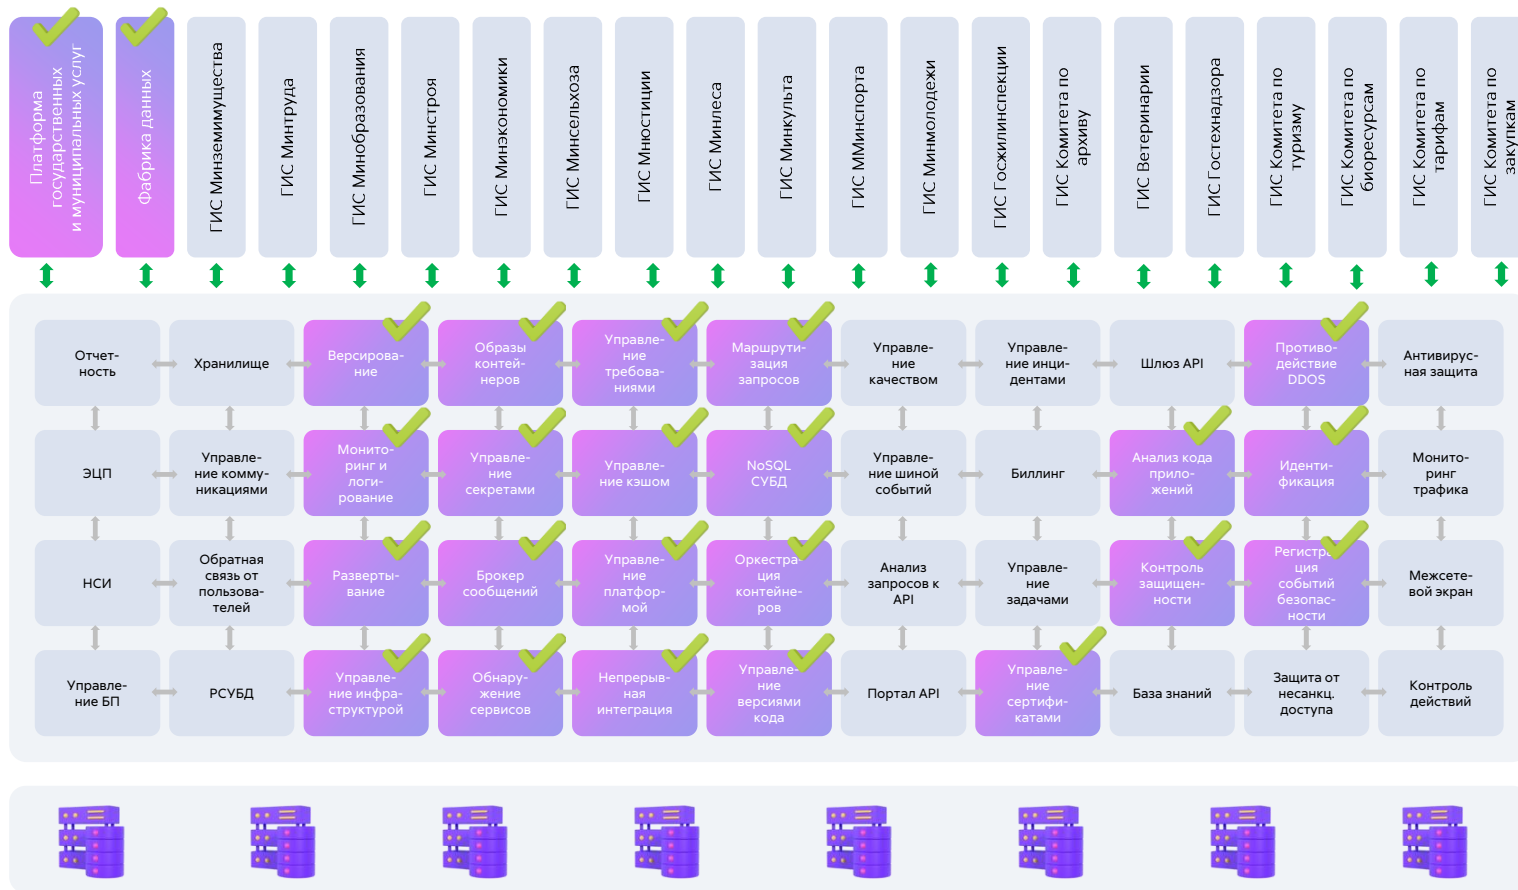 Платформа
государственных
и муниципальных услуг
Фабрика данных
ГИС Минземимущества
ГИС Минтруда
ГИС Минобразования
ГИС Минстроя
ГИС Минэкономики
ГИС Минсельхоза
ГИС Мнюстиции
ГИС Минлеса
ГИС Минкульта
ГИС ММинспорта
ГИС Минмолодежи
ГИС Госжилинспекции
ГИС Комитета по
архиву
ГИС Ветеринарии
ГИС Гостехнадзора
ГИС Комитета по
туризму
ГИС Комитета по
биоресурсам
ГИС Комитета по
тарифам
ГИС Комитета по
закупкам
Отчет-
ность
Хранилище
Версирова-
ние
Образы
контей-
неров
Управле-
ние
требова-
ниями
Маршрути-
зация
запросов
Управле-
ние
качеством
Управле-
ние инци-
дентами
Шлюз API
Противо-
действие
DDOS
Антивирус-
ная защита
ЭЦП
Управле-
ние комму-
никациями
Монито-
ринг и
логи-
рование
Управле-
ние
секретами
Управле-
ние кэшом
NoSQL
СУБД
Управле-
ние шиной
событий
Биллинг
Анализ кода
прило-
жений
Иденти-
фикация
Монито-
ринг
трафика
НСИ
Обратная
связь от
пользова-
телей
Разверты-
вание
Брокер
сообщений
Управле-
ние
платфор-
мой
Оркестра-
ция
контейне-
ров
Анализ
запросов к
API
Управле-
ние
задачами
Контроль
защищен-
ности
Регистра-
ция
событий
безопас-
ности
Межсете-
вой экран
Управле-
ние БП
РСУБД
Управле-
ние инфра-
структурой
Обнару-
жение
сервисов
Непрерыв-
ная
интеграция
Управле-
ние
версиями
кода
Портал API
Управле-
ние
сертифи-
катами
База знаний
Защита от
несанкц.
доступа
Контроль
действий